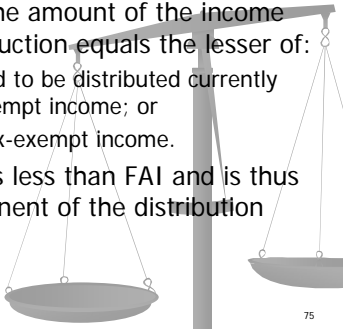 he amount of the income
uction equals the lesser of:
d to be distributed currently
empt income; or
x-exempt income.
s less than FAI and is thus
nent of the distribution
75